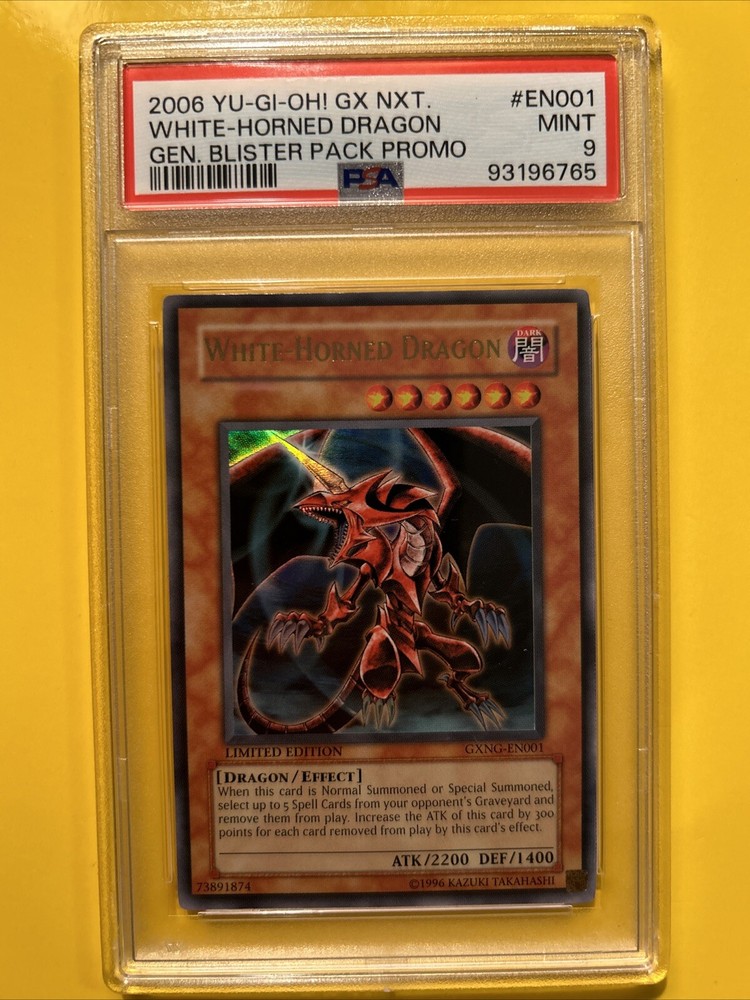 2006 YU-GI-OH! GX NXT. #EN001
WHITE-HORNED DRAGON MINT
GEN. BLISTER PACK PROMO 9
PSA 93196765
WHITE-HORNED DRAGON
DARK
闇
LIMITED EDITION GXNG-EN001
[DRAGON/EFFECT]
When this card is Normal Summoned or Special Summoned,
select up to 5 Spell Cards from your opponent's Graveyard and
remove them from play. Increase the ATK of this card by 300
points for each card removed from play by this card's effect.
ATK/2200 DEF/1400
73891874 ©1996 KAZUKI TAKAHASHI